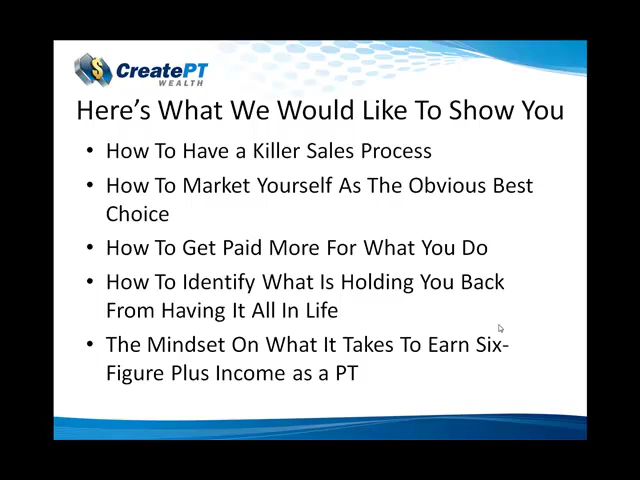 $ CreatePT
WEALTH
Here's What We Would Like To Show You
• How To Have a Killer Sales Process
• How To Market Yourself As The Obvious Best
Choice
• How To Get Paid More For What You Do
• How To Identify What Is Holding You Back
From Having It All In Life
• The Mindset On What It Takes To Earn Six-
Figure Plus Income as a PT